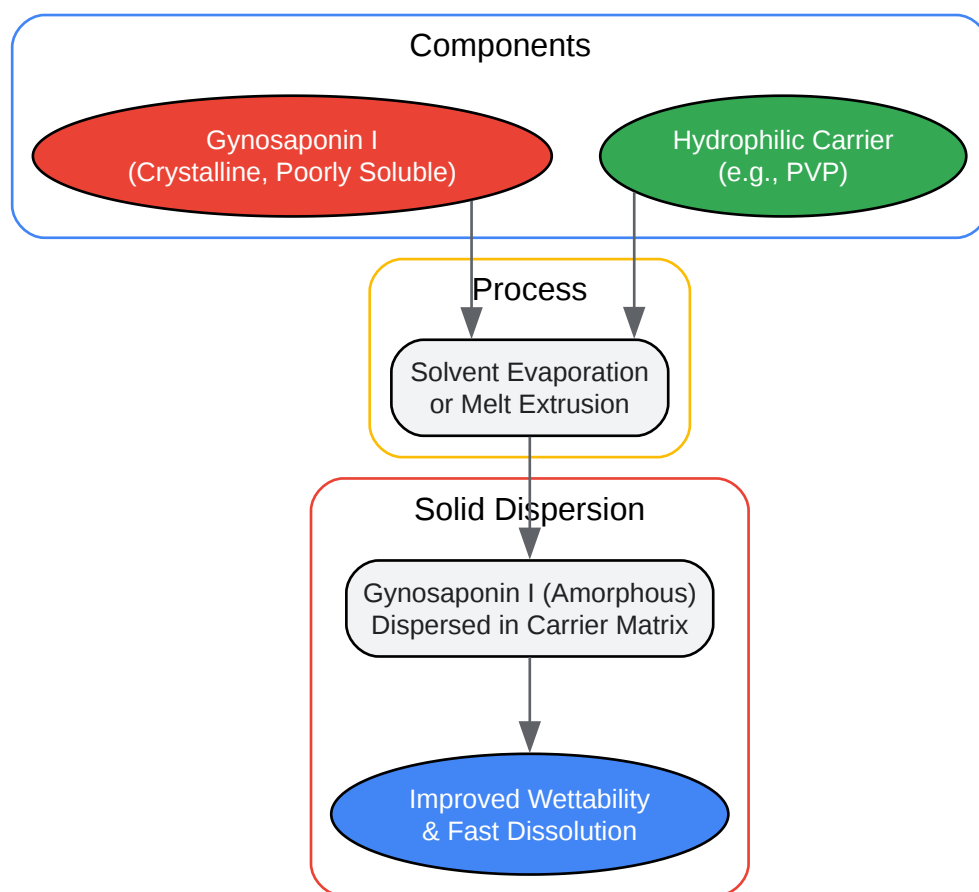 Components
Gynosaponin I
(Crystalline, Poorly Soluble)
Hydrophilic Carrier
(e.g., PVP)
Process
Solvent Evaporation
or Melt Extrusion
Solid Dispersion
Gynosaponin I (Amorphous)
Dispersed in Carrier Matrix
Improved Wettability
& Fast Dissolution